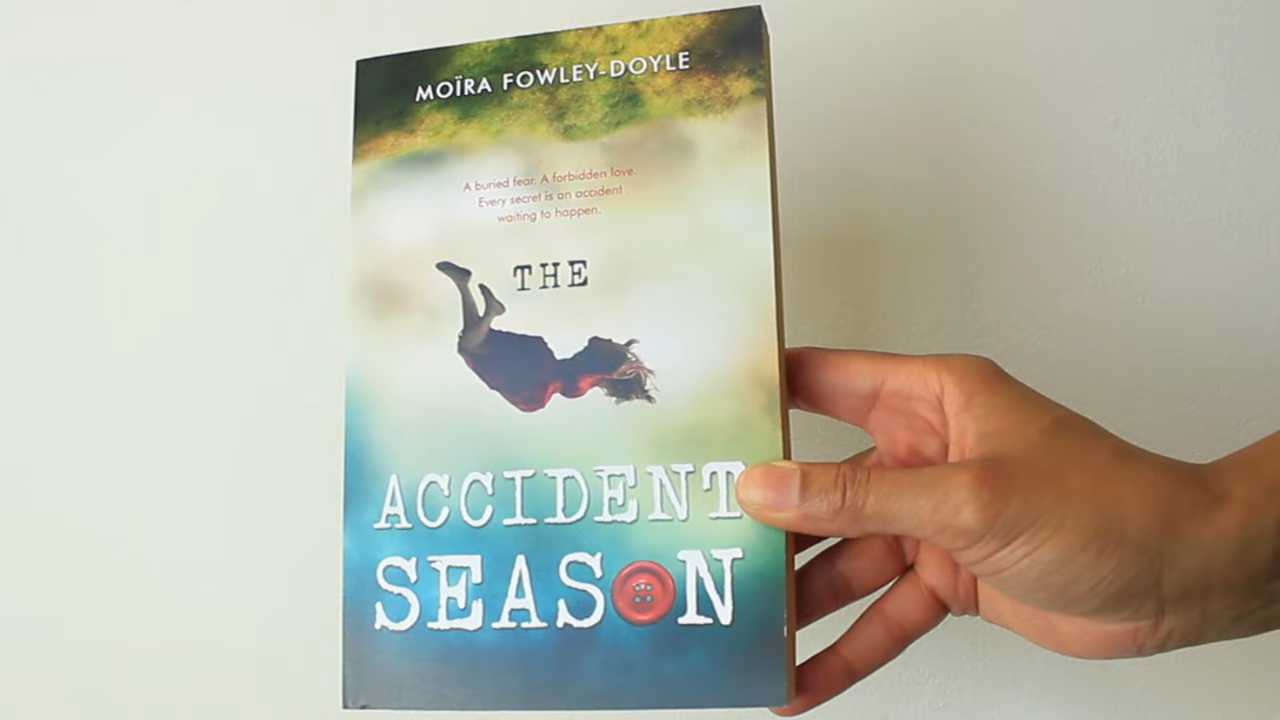 MOÏRA FOWLEY-DOYLE
A buried fear. A forbidden love.
Every secret is an accident
waiting to happen.
THE
ACCIDENT
SEASON